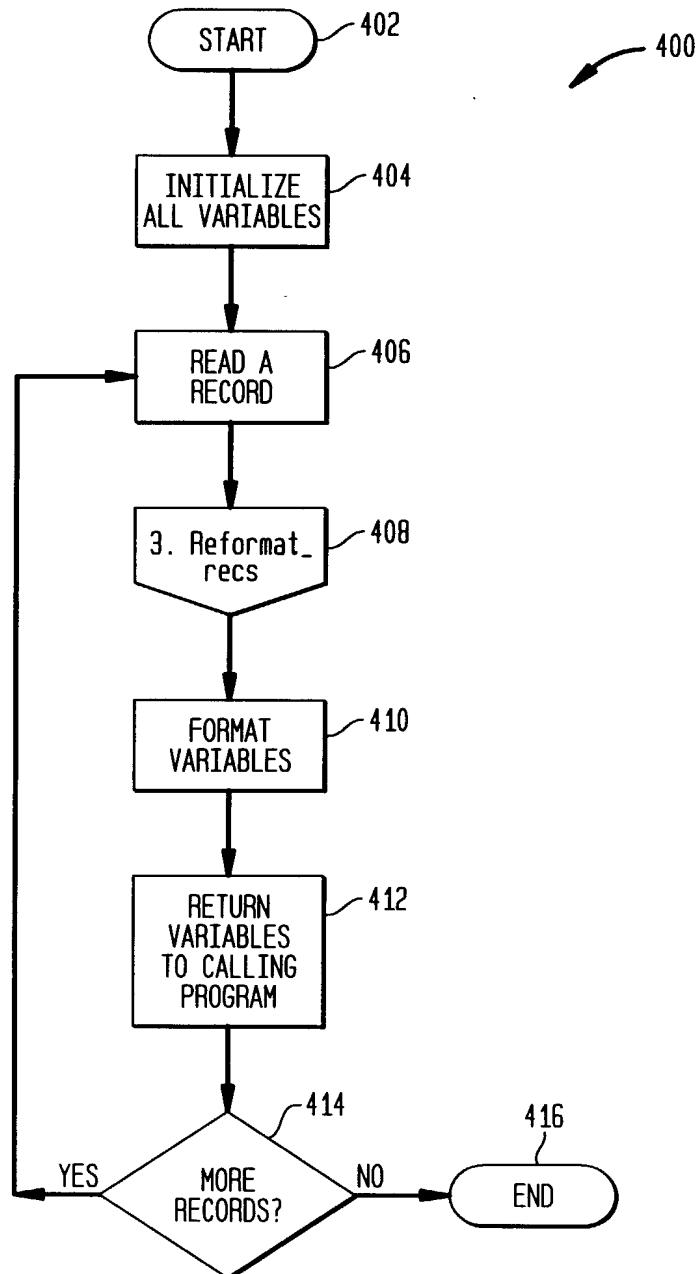 START
402
400
INITIALIZE
ALL VARIABLES
404
READ A
RECORD
406
3. Reformat_
recs
408
FORMAT
VARIABLES
410
RETURN
VARIABLES
TO CALLING
PROGRAM
412
414
416
YES
MORE
RECORDS?
NO
END